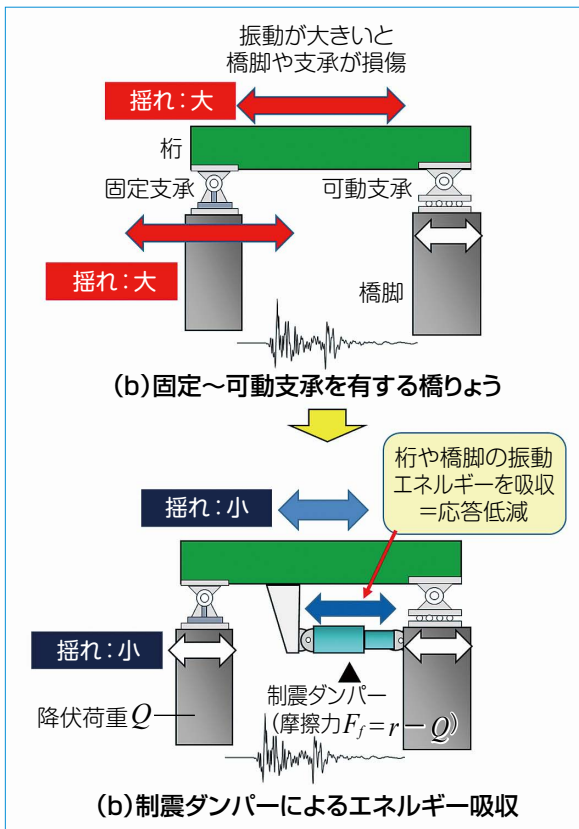 振動が大きいと
橋脚や支承が損傷
揺れ：大
桁
固定支承
可動支承
揺れ：大
橋脚
(b)固定〜可動支承を有する橋りょう
桁や橋脚の振動
エネルギーを吸収
＝応答低減
揺れ：小
揺れ：小
降伏荷重Q
制震ダンパー
(摩擦力F_f＝r－Q)
(b)制震ダンパーによるエネルギー吸収